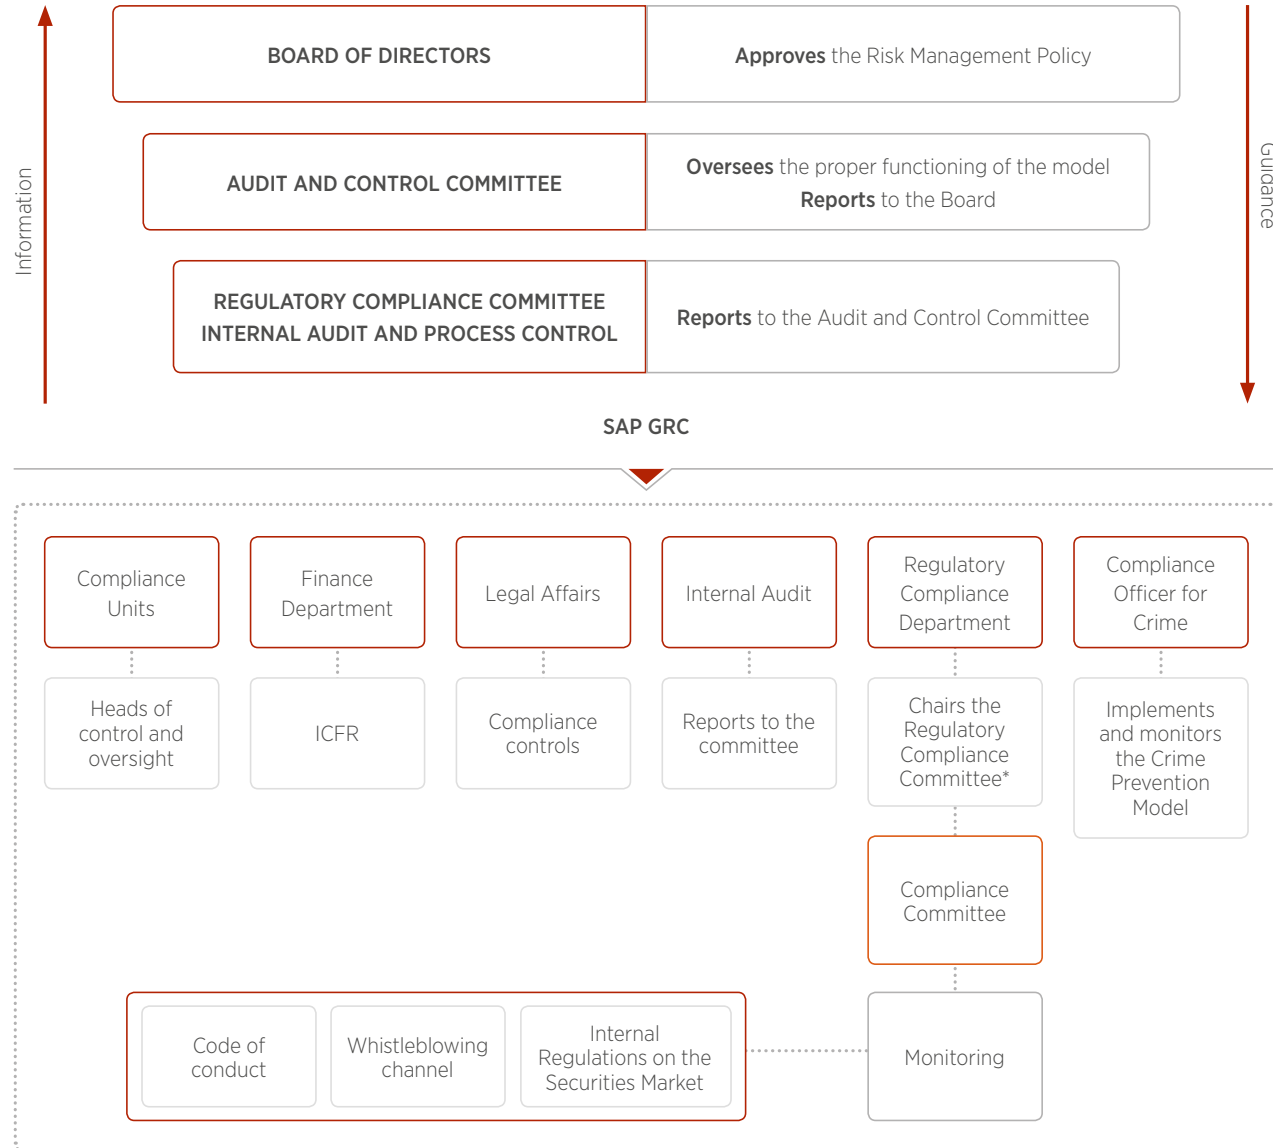 BOARD OF DIRECTORS
Approves the Risk Management Policy
Information
Guidance
AUDIT AND CONTROL COMMITTEE
Oversees the proper functioning of the model
Reports to the Board
REGULATORY COMPLIANCE COMMITTEE
INTERNAL AUDIT AND PROCESS CONTROL
Reports to the Audit and Control Committee
SAP GRC
Compliance
Units
Finance
Department
Legal Affairs
Internal Audit
Regulatory
Compliance
Department
Compliance
Officer for
Crime
Heads of
control and
oversight
ICFR
Compliance
controls
Reports to the
committee
Chairs the
Regulatory
Compliance
Committee*
Implements
and monitors
the Crime
Prevention
Model
Compliance
Committee
Code of
conduct
Whistleblowing
channel
Internal
Regulations on the
Securities Market
Monitoring